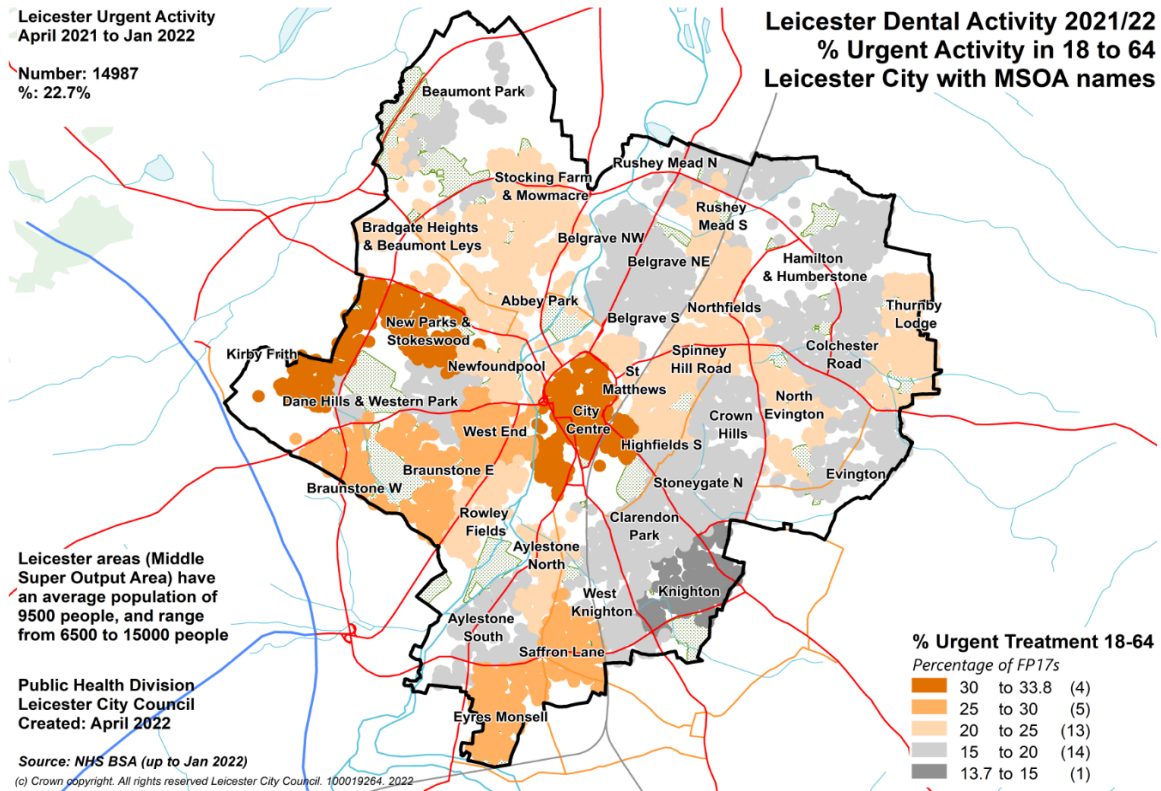 Leicester Urgent Activity
April 2021 to Jan 2022
Number: 14987
%: 22.7%
Leicester Dental Activity 2021/22
% Urgent Activity in 18 to 64
Leicester City with MSOA names
Beaumont Park
Rushey Mead N
Stocking Farm
& Mowmacre
Rushey
Mead S
Bradgate Heights
& Beaumont Leys
Belgrave NW
Belgrave NE
Hamilton
& Humberstone
Abbey Park
Northfields
Thurnby
Lodge
New Parks &
Stokeswood
Belgrave S
Kirby Frith
Newfoundpool
Spinney
Hill Road
Colchester
Road
St
Matthews
Dane Hills & Western Park
City
Centre
Crown
Hills
North
Evington
West End
Highfields S
Braunstone E
Stoneygate N
Evington
Braunstone W
Rowley
Fields
Clarendon
Park
Aylestone
North
Knighton
West
Knighton
Aylestone
South
Saffron Lane
Eyres Monsell
Leicester areas (Middle
Super Output Area) have
an average population of
9500 people, and range
from 6500 to 15000 people
Public Health Division
Leicester City Council
Created: April 2022
Source: NHS BSA (up to Jan 2022)
(c) Crown copyright. All rights reserved Leicester City Council. 100019264. 2022
% Urgent Treatment 18-64
Percentage of FP17s
30 to 33.8 (4)
25 to 30 (5)
20 to 25 (13)
15 to 20 (14)
13.7 to 15 (1)